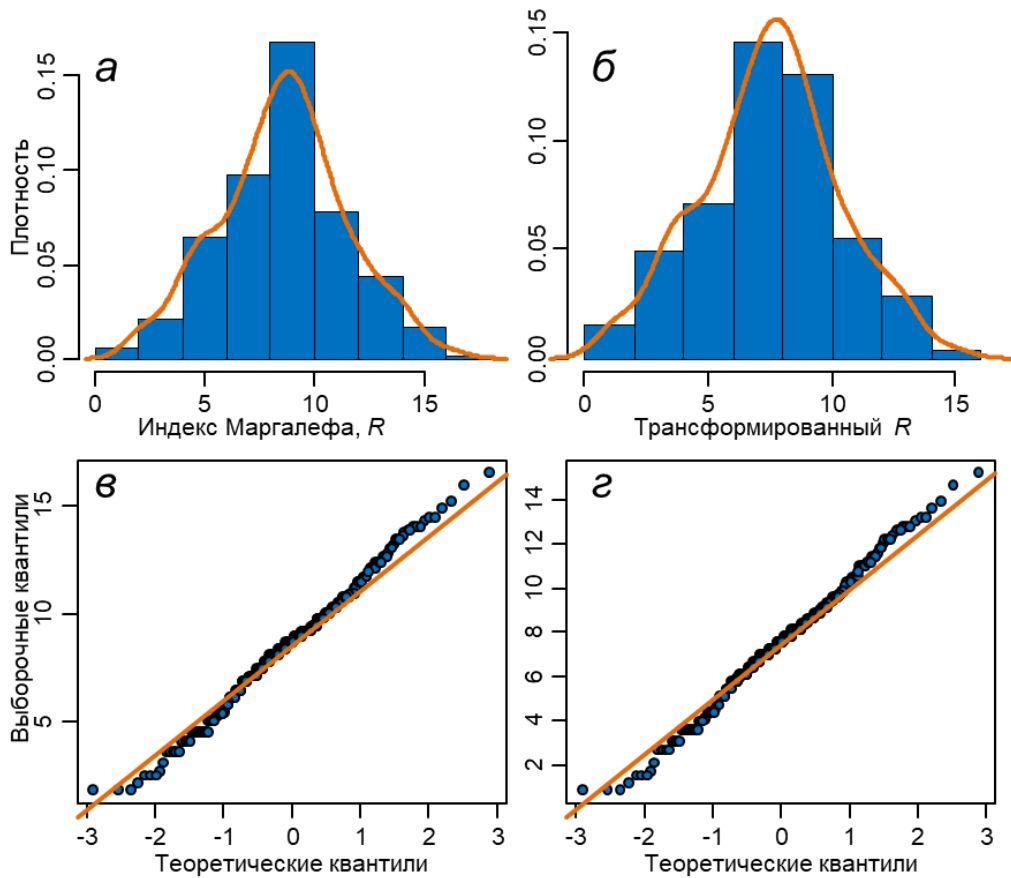 а
б
Плотность
0.00 0.05 0.10 0.15
0.00 0.05 0.10 0.15
0 5 10 15
0 5 10 15
Индекс Маргалефа, R
Трансформированный R
в
г
Выборочные квантили
5 10 15
2 4 6 8 10 12 14
-3 -2 -1 0 1 2 3
-3 -2 -1 0 1 2 3
Теоретические квантили
Теоретические квантили